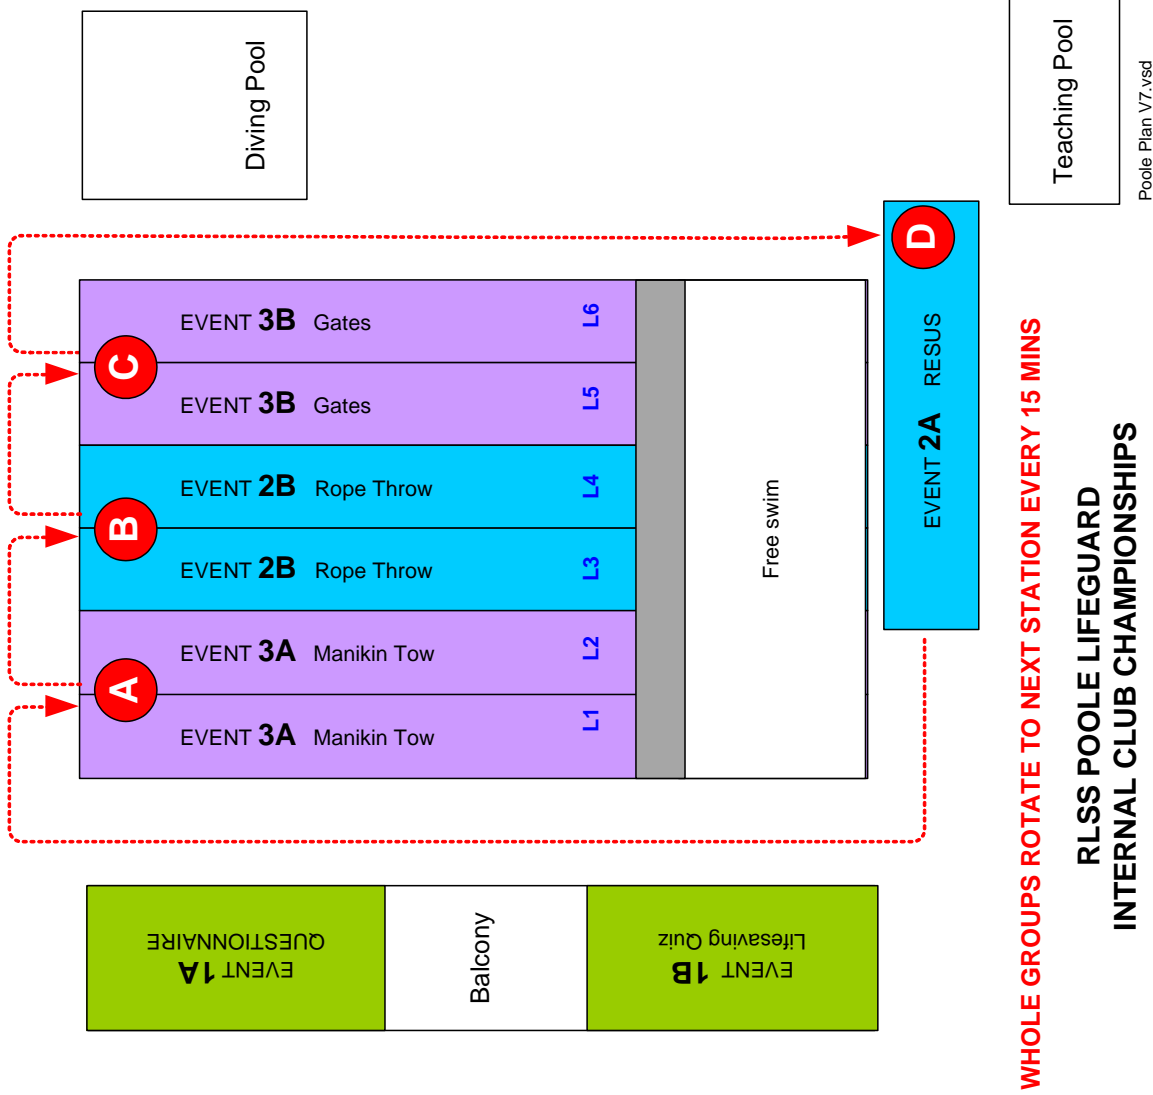 Diving Pool
Teaching Pool
Poole Plan V7.vsd
C
EVENT 3B Gates
L6
EVENT 3B Gates
L5
B
EVENT 2B Rope Throw
L4
EVENT 2B Rope Throw
L3
A
EVENT 3A Manikin Tow
L2
EVENT 3A Manikin Tow
L1
Free swim
D
EVENT 2A RESUS
EVENT 1A
QUESTIONNAIRE
Balcony
EVENT 1B
Lifesaving Quiz
WHOLE GROUPS ROTATE TO NEXT STATION EVERY 15 MINS
RLSS POOLE LIFEGUARD
INTERNAL CLUB CHAMPIONSHIPS